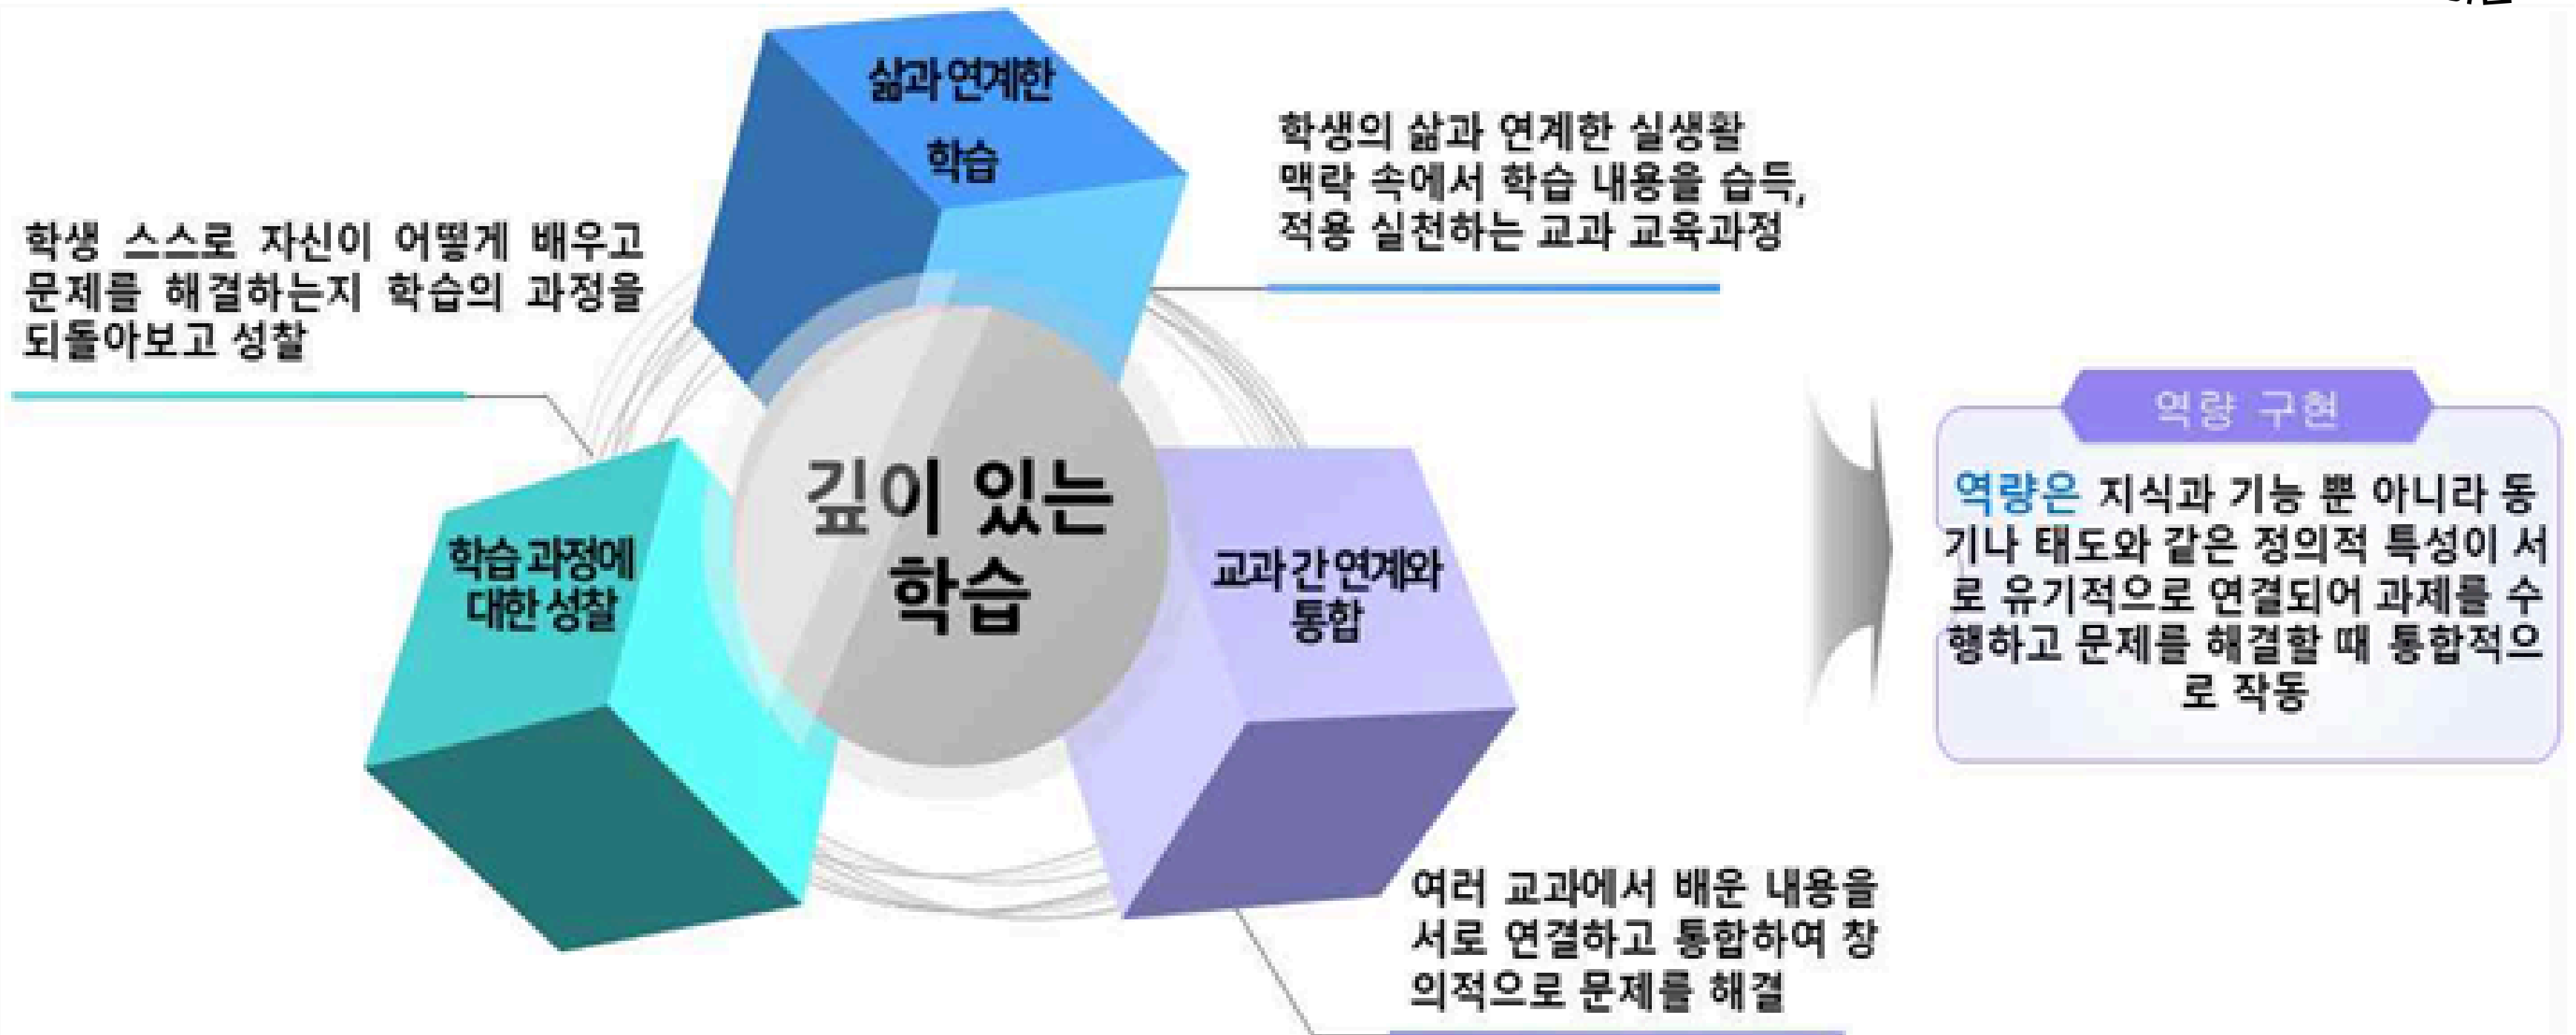 삶과 연계한
학습
학생의 삶과 연계한 실생활
맥락 속에서 학습 내용을 습득,
적용 실천하는 교과 교육과정
학생 스스로 자신이 어떻게 배우고
문제를 해결하는지 학습의 과정을
되돌아보고 성찰
깊이 있는
학습
학습 과정에
대한 성찰
교과 간 연계와
통합
여러 교과에서 배운 내용을
서로 연결하고 통합하여 창
의적으로 문제를 해결
역량 구현
역량은 지식과 기능 뿐 아니라 동
기나 태도와 같은 정의적 특성이 서
로 유기적으로 연결되어 과제를 수
행하고 문제를 해결할 때 통합적으
로 작동